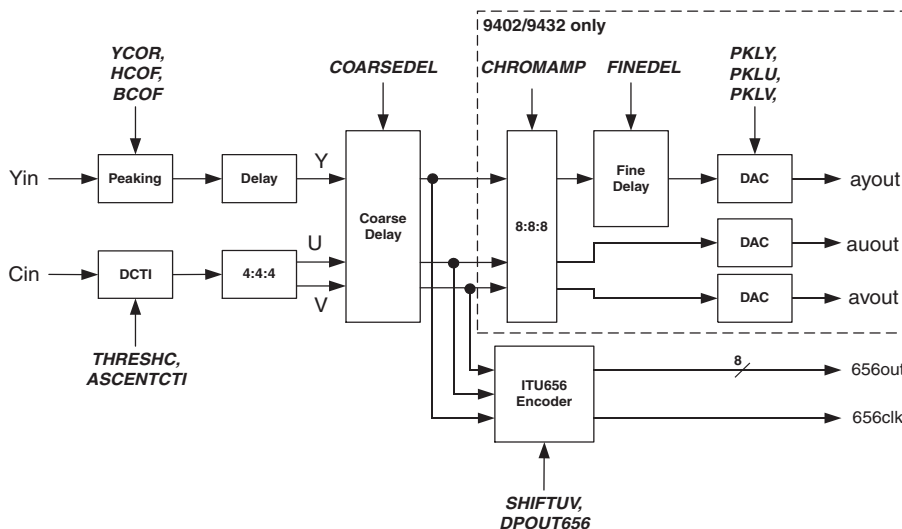 9402/9432 only
YCOR,
HCOF,
BCOF
COARSEDEL
CHROMAMP
FINEDEL
PKLY,
PKLU,
PKLV,
Yin
Peaking
Delay
Y
Coarse
Delay
8:8:8
Fine
Delay
DAC
ayout
DAC
auout
Cin
DCTI
4:4:4
U
V
DAC
avout
THRESHC,
ASCENTCTI
ITU656
Encoder
8
656out
656clk
SHIFTUV,
DPOUT656